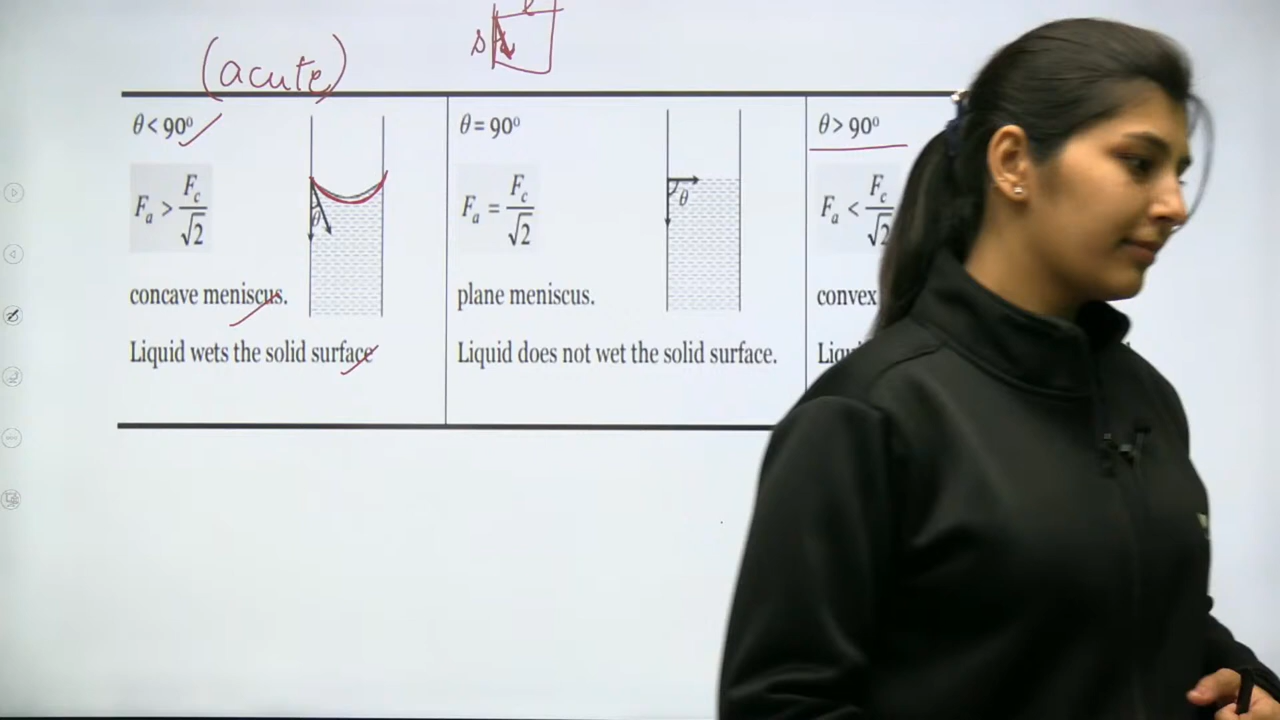 (acute)
θ < 90⁰
F_a > F_c/√2
concave meniscus.
Liquid wets the solid surface
θ
θ = 90⁰
F_a = F_c/√2
plane meniscus.
Liquid does not wet the solid surface.
θ
θ > 90⁰
F_a < F_c/√2
convex